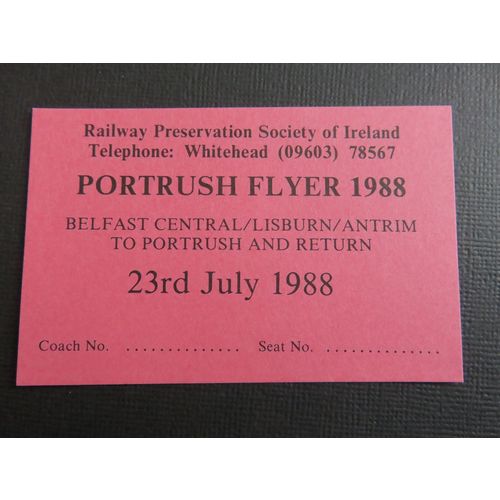 Railway Preservation Society of Ireland
Telephone: Whitehead (09603) 78567
PORTRUSH FLYER 1988
BELFAST CENTRAL/LISBURN/ANTRIM
TO PORTRUSH AND RETURN
23rd July 1988
Coach No. .............. Seat No. ..............